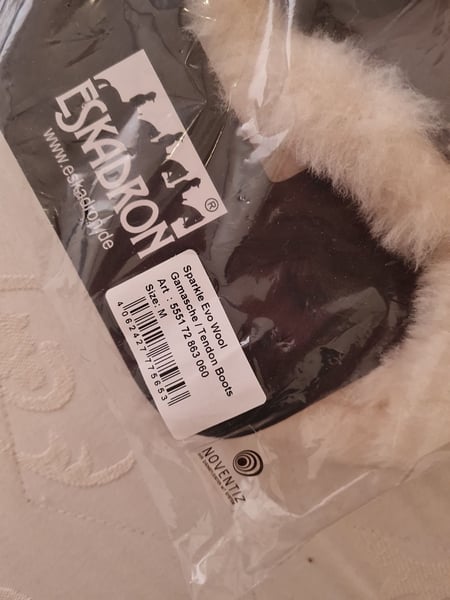 ESKADRON®
www.eskadron.de
Sparkle Evo Wool
Gamasche / Tendon Boots
Art : 5551 72 863 060
Size: M
4 062427 775653
NOVENTIZ